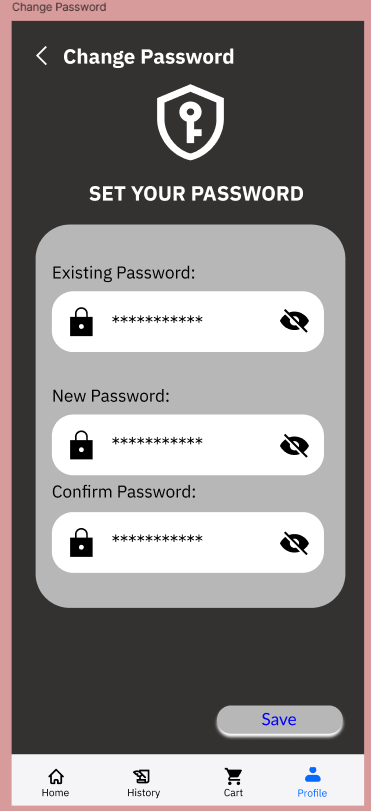 Change Password
Change Password
SET YOUR PASSWORD
Existing Password:
***********
New Password:
***********
Confirm Password:
***********
Save
Home History Cart Profile